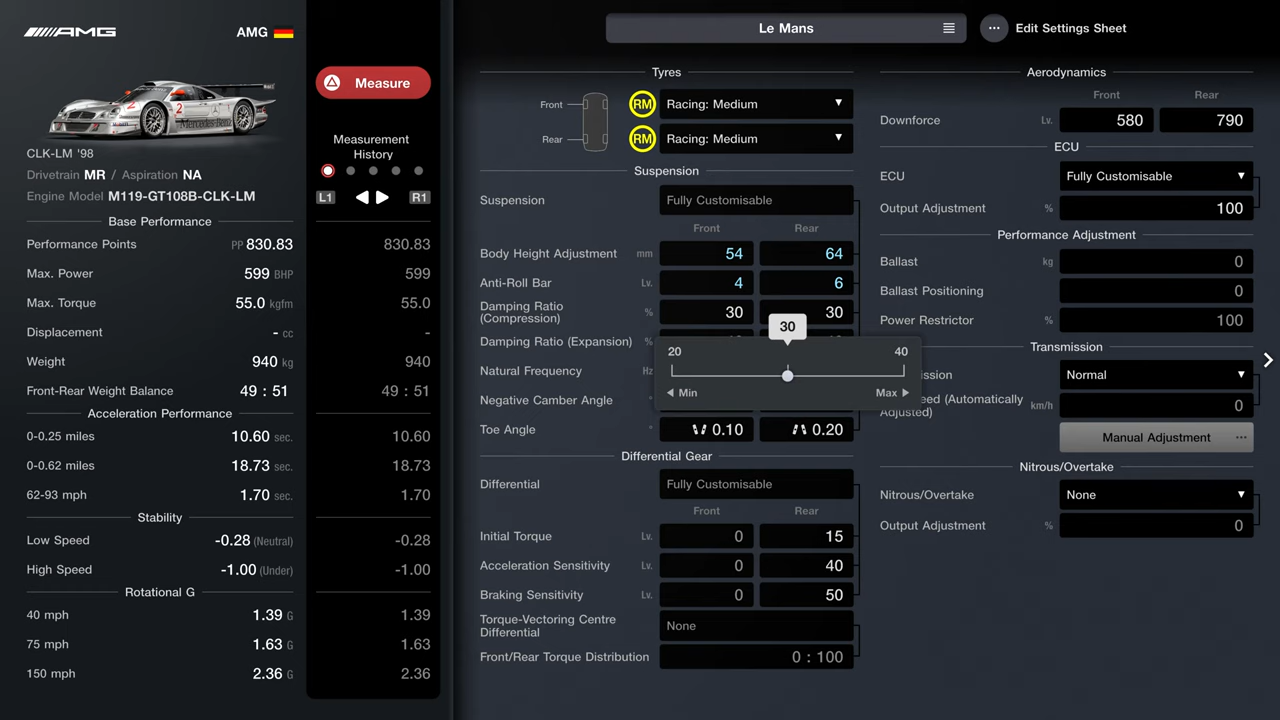 AMG
AMG
Le Mans
Edit Settings Sheet
Measure
Measurement
History
L1
R1
CLK-LM '98
Drivetrain MR / Aspiration NA
Engine Model M119-GT108B-CLK-LM
Base Performance
Performance Points PP 830.83 830.83
Max. Power 599 BHP 599
Max. Torque 55.0 kgfm 55.0
Displacement - cc -
Weight 940 kg 940
Front-Rear Weight Balance 49 : 51 49 : 51
Acceleration Performance
0-0.25 miles 10.60 sec. 10.60
0-0.62 miles 18.73 sec. 18.73
62-93 mph 1.70 sec. 1.70
Stability
Low Speed -0.28 (Neutral) -0.28
High Speed -1.00 (Under) -1.00
Rotational G
40 mph 1.39 G 1.39
75 mph 1.63 G 1.63
150 mph 2.36 G 2.36
Tyres
Front RM Racing: Medium
Rear RM Racing: Medium
Suspension
Suspension Fully Customisable
Front Rear
Body Height Adjustment mm 54 64
Anti-Roll Bar Lv. 4 6
Damping Ratio
(Compression) % 30 30
Damping Ratio (Expansion) %
Natural Frequency Hz
Negative Camber Angle °
Toe Angle ° 0.10 0.20
30
20 40
Min Max
Differential Gear
Differential Fully Customisable
Front Rear
Initial Torque Lv. 0 15
Acceleration Sensitivity Lv. 0 40
Braking Sensitivity Lv. 0 50
Torque-Vectoring Centre
Differential None
Front/Rear Torque Distribution 0 : 100
Aerodynamics
Front Rear
Downforce Lv. 580 790
ECU
ECU Fully Customisable
Output Adjustment % 100
Performance Adjustment
Ballast kg 0
Ballast Positioning 0
Power Restrictor % 100
Transmission
Normal
(Automatically
Adjusted) km/h 0
Manual Adjustment
Nitrous/Overtake
Nitrous/Overtake None
Output Adjustment % 0